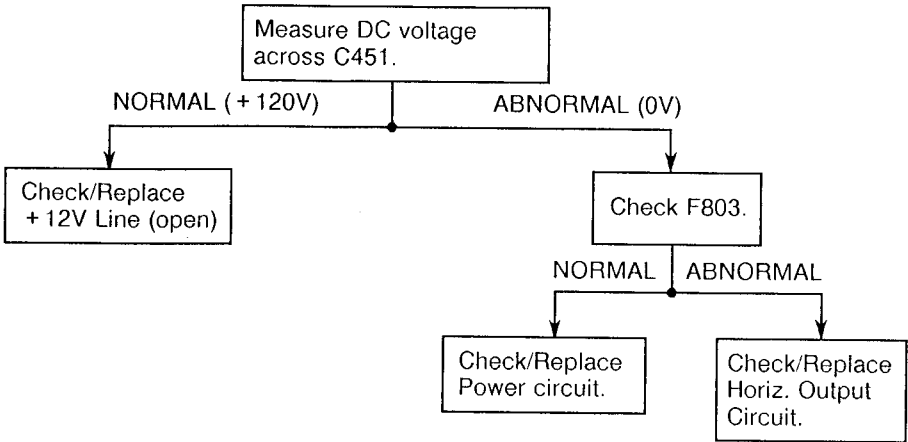 Measure DC voltage
across C451.
NORMAL ( + 120V)
ABNORMAL (0V)
Check/Replace
+ 12V Line (open)
Check F803.
NORMAL
ABNORMAL
Check/Replace
Power circuit.
Check/Replace
Horiz. Output
Circuit.